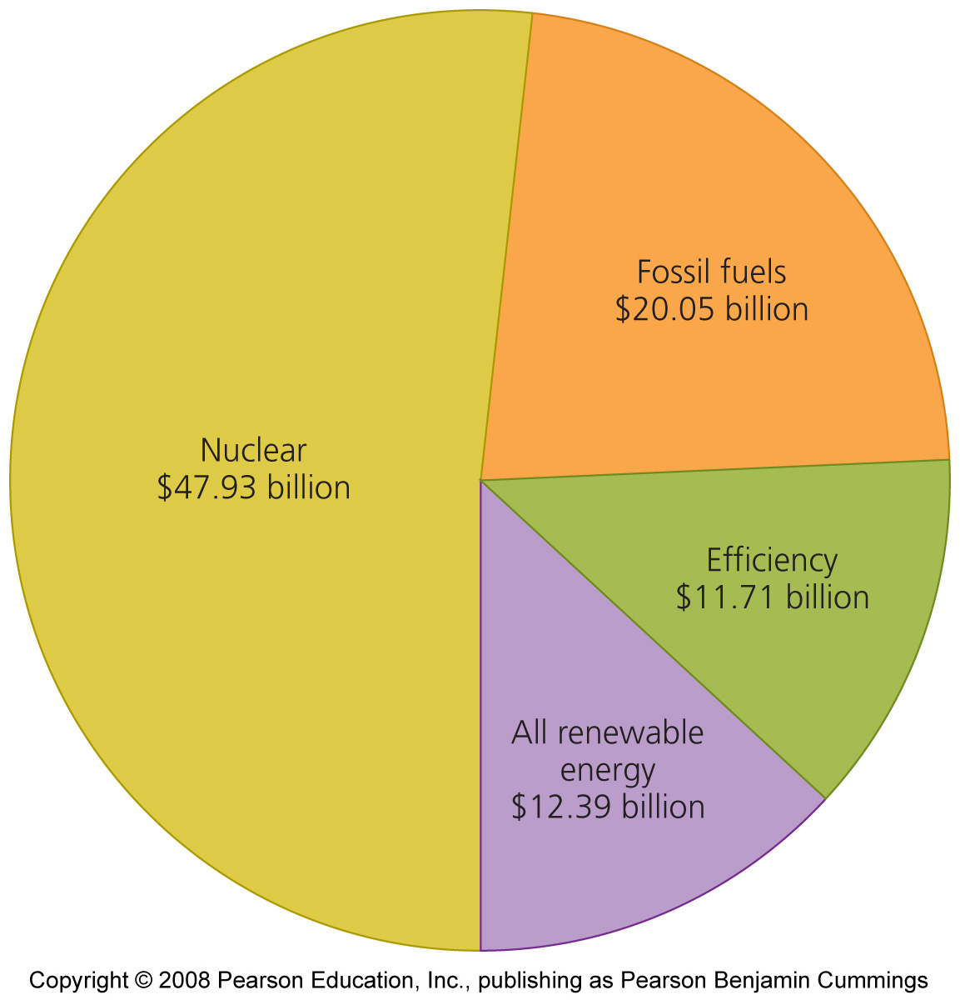 Fossil fuels
$20.05 billion
Nuclear
$47.93 billion
Efficiency
$11.71 billion
All renewable
energy
$12.39 billion
Copyright © 2008 Pearson Education, Inc., publishing as Pearson Benjamin Cummings